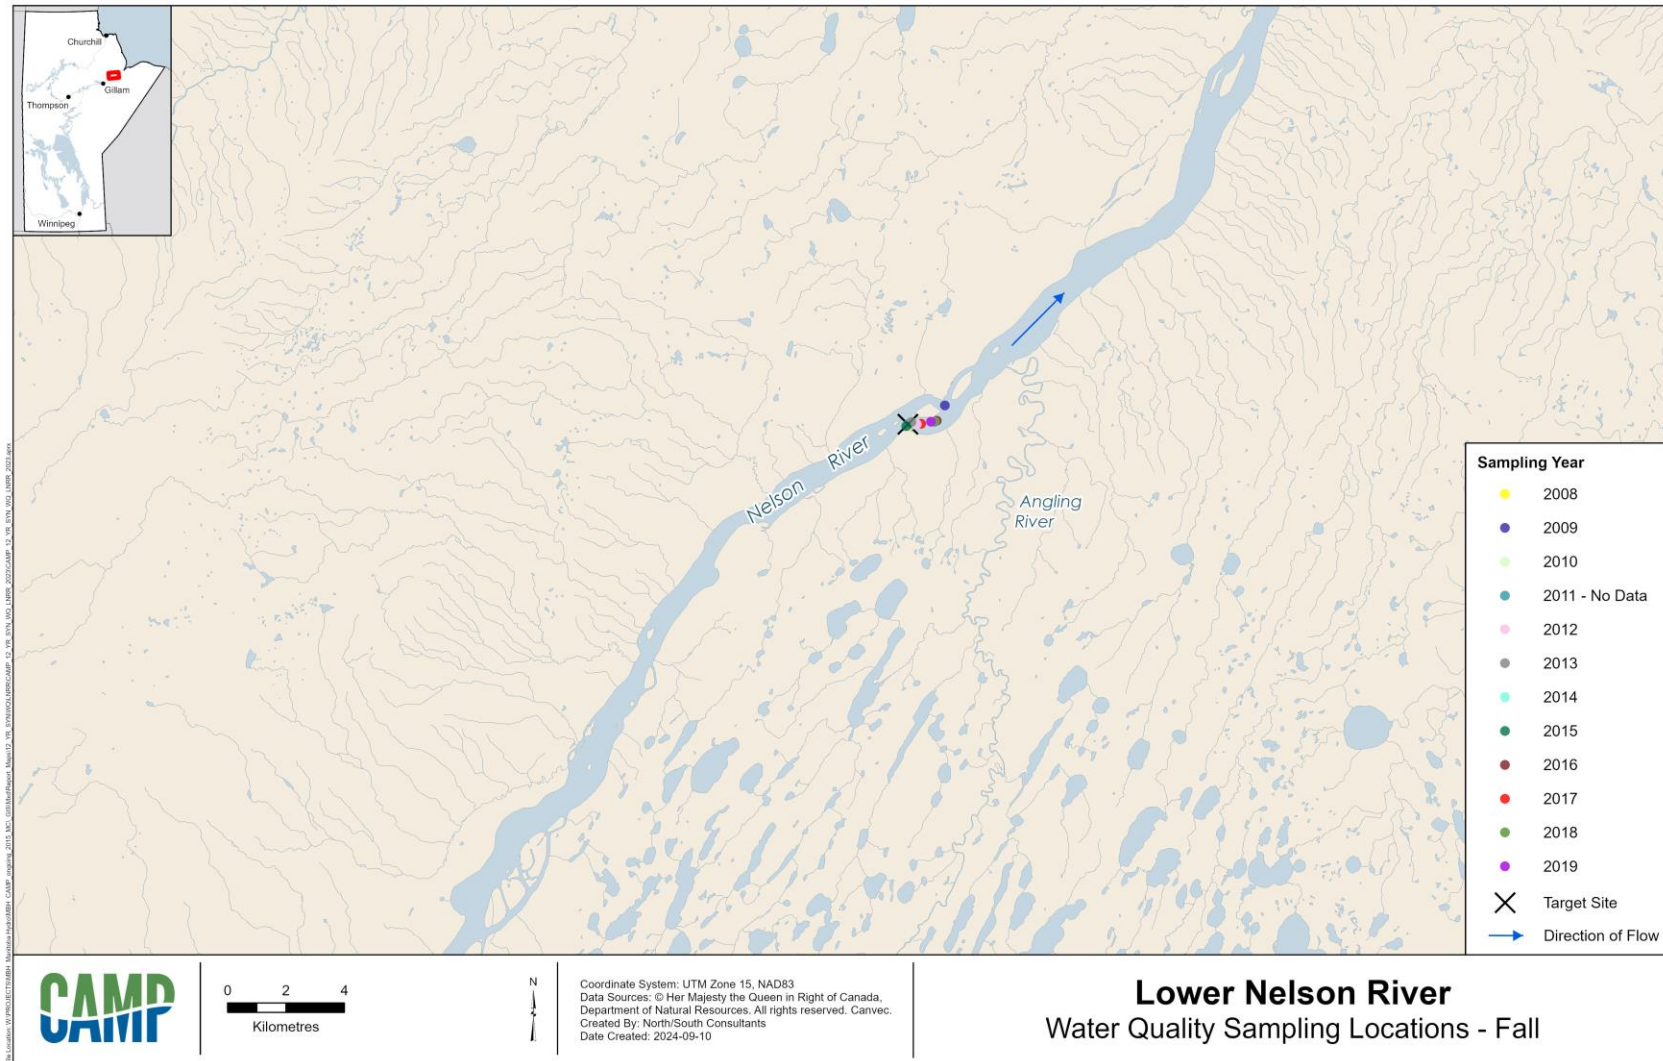 Churchill
Gillam
Thompson
Winnipeg
Nelson River
Angling
River
Sampling Year
2008
2009
2010
2011 - No Data
2012
2013
2014
2015
2016
2017
2018
2019
Target Site
Direction of Flow
CAMP
0 2 4
Kilometres
N
Coordinate System: UTM Zone 15, NAD83
Data Sources: © Her Majesty the Queen in Right of Canada,
Department of Natural Resources. All rights reserved. Canvec.
Created By: North/South Consultants
Date Created: 2024-09-10
Lower Nelson River
Water Quality Sampling Locations - Fall